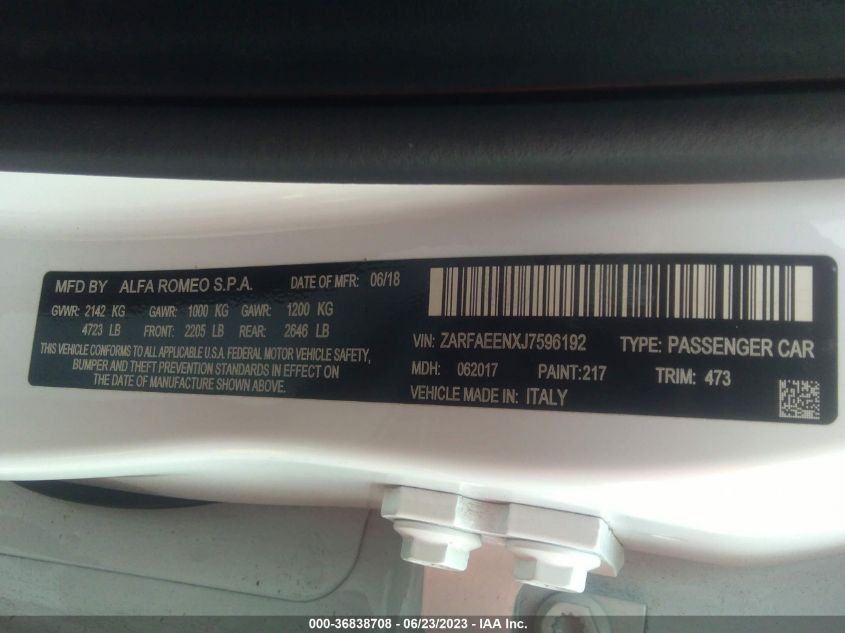 MFD BY ALFA ROMEO S.P.A. DATE OF MFR: 06/18
GVWR: 2142 KG GAWR: 1000 KG GAWR: 1200 KG
4723 LB FRONT: 2205 LB REAR: 2646 LB
THIS VEHICLE CONFORMS TO ALL APPLICABLE U.S.A. FEDERAL MOTOR VEHICLE SAFETY,
BUMPER AND THEFT PREVENTION STANDARDS IN EFFECT ON
THE DATE OF MANUFACTURE SHOWN ABOVE.
VIN: ZARFAEENXJ7596192 TYPE: PASSENGER CAR
MDH: 062017 PAINT:217 TRIM: 473
VEHICLE MADE IN: ITALY
000-36838708 - 06/23/2023 - IAA Inc.